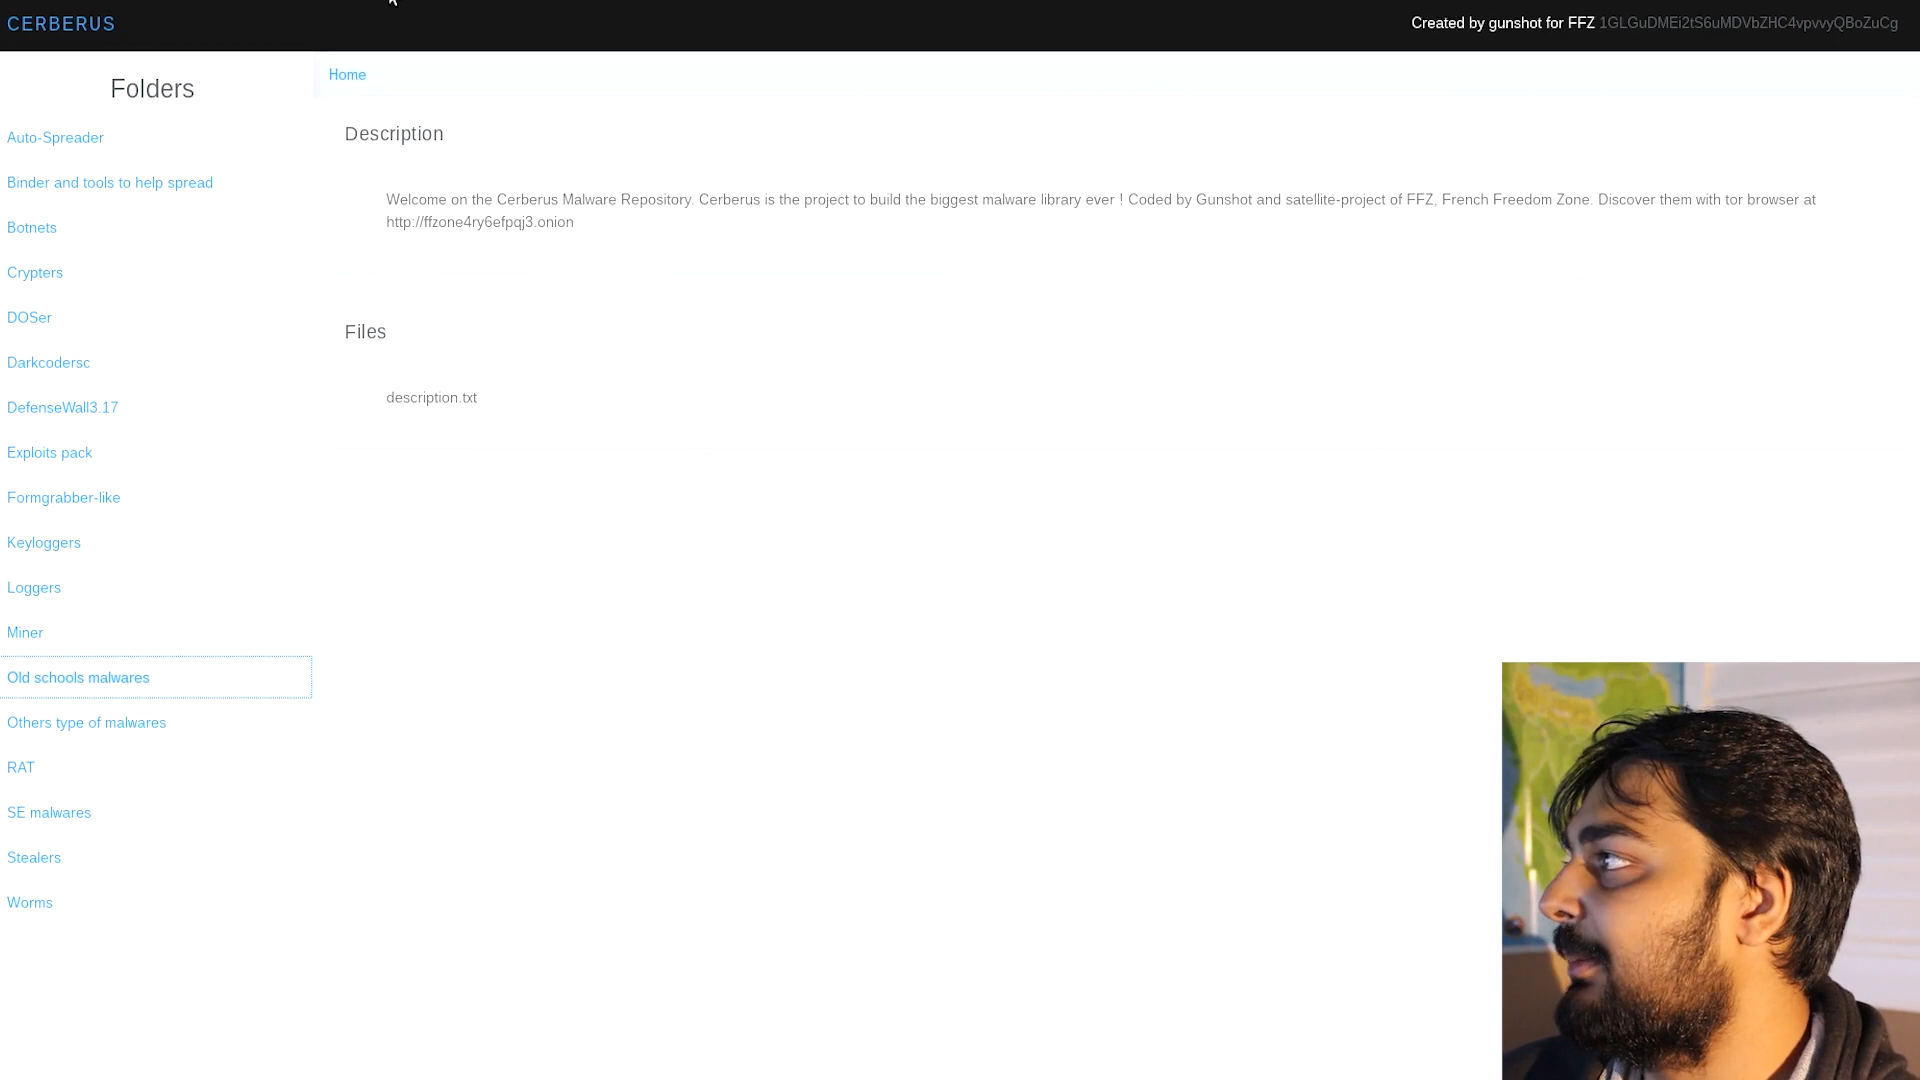 CERBERUS
Created by gunshot for FFZ 1GLGuDMEi2tS6uMDVbZHC4vpvvyQBoZuCg
Folders
Auto-Spreader
Binder and tools to help spread
Botnets
Crypters
DOSer
Darkcodersc
DefenseWall3.17
Exploits pack
Formgrabber-like
Keyloggers
Loggers
Miner
Old schools malwares
Others type of malwares
RAT
SE malwares
Stealers
Worms
Home
Description
Welcome on the Cerberus Malware Repository. Cerberus is the project to build the biggest malware library ever ! Coded by Gunshot and satellite-project of FFZ, French Freedom Zone. Discover them with tor browser at
http://ffzone4ry6efpqj3.onion
Files
description.txt